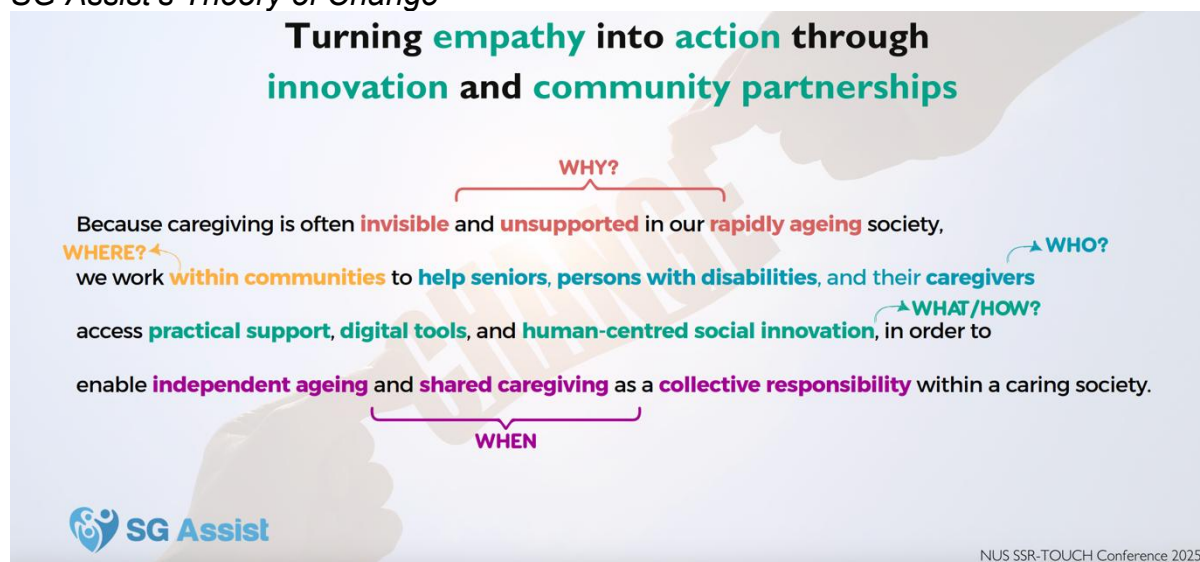 SG Assist's Theory of Change
Turning empathy into action through
innovation and community partnerships
CHANGE
WHY?
Because caregiving is often invisible and unsupported in our rapidly ageing society,
WHERE?
WHO?
we work within communities to help seniors, persons with disabilities, and their caregivers
WHAT/HOW?
access practical support, digital tools, and human-centred social innovation, in order to
enable independent ageing and shared caregiving as a collective responsibility within a caring society.
WHEN
SG Assist
NUS SSR-TOUCH Conference 2025